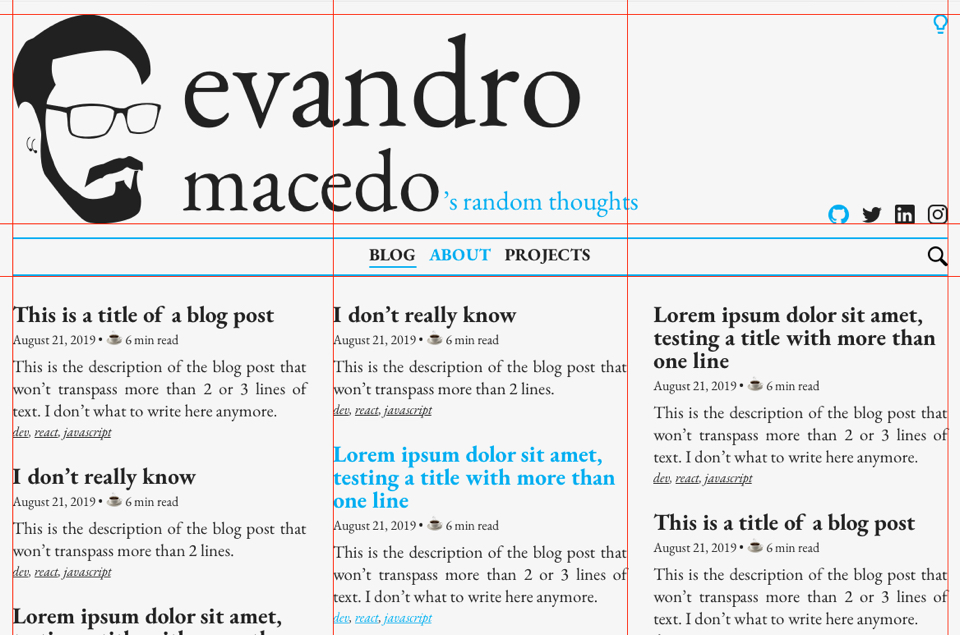 evandro
macedo
's random thoughts
BLOG ABOUT PROJECTS
This is a title of a blog post
August 21, 2019 • ☕ 6 min read
This is the description of the blog post that
won't transpass more than 2 or 3 lines of
text. I don't what to write here anymore.
dev, react, javascript
I don't really know
August 21, 2019 • ☕ 6 min read
This is the description of the blog post that
won't transpass more than 2 lines.
dev, react, javascript
Lorem ipsum dolor sit amet,
I don't really know
August 21, 2019 • ☕ 6 min read
This is the description of the blog post that
won't transpass more than 2 lines.
dev, react, javascript
Lorem ipsum dolor sit amet,
testing a title with more than
one line
August 21, 2019 • ☕ 6 min read
This is the description of the blog post that
won't transpass more than 2 or 3 lines of
text. I don't what to write here anymore.
dev, react, javascript
Lorem ipsum dolor sit amet,
testing a title with more than
one line
August 21, 2019 • ☕ 6 min read
This is the description of the blog post that
won't transpass more than 2 or 3 lines of
text. I don't what to write here anymore.
dev, react, javascript
This is a title of a blog post
August 21, 2019 • ☕ 6 min read
This is the description of the blog post that
won't transpass more than 2 or 3 lines of
text. I don't what to write here anymore.